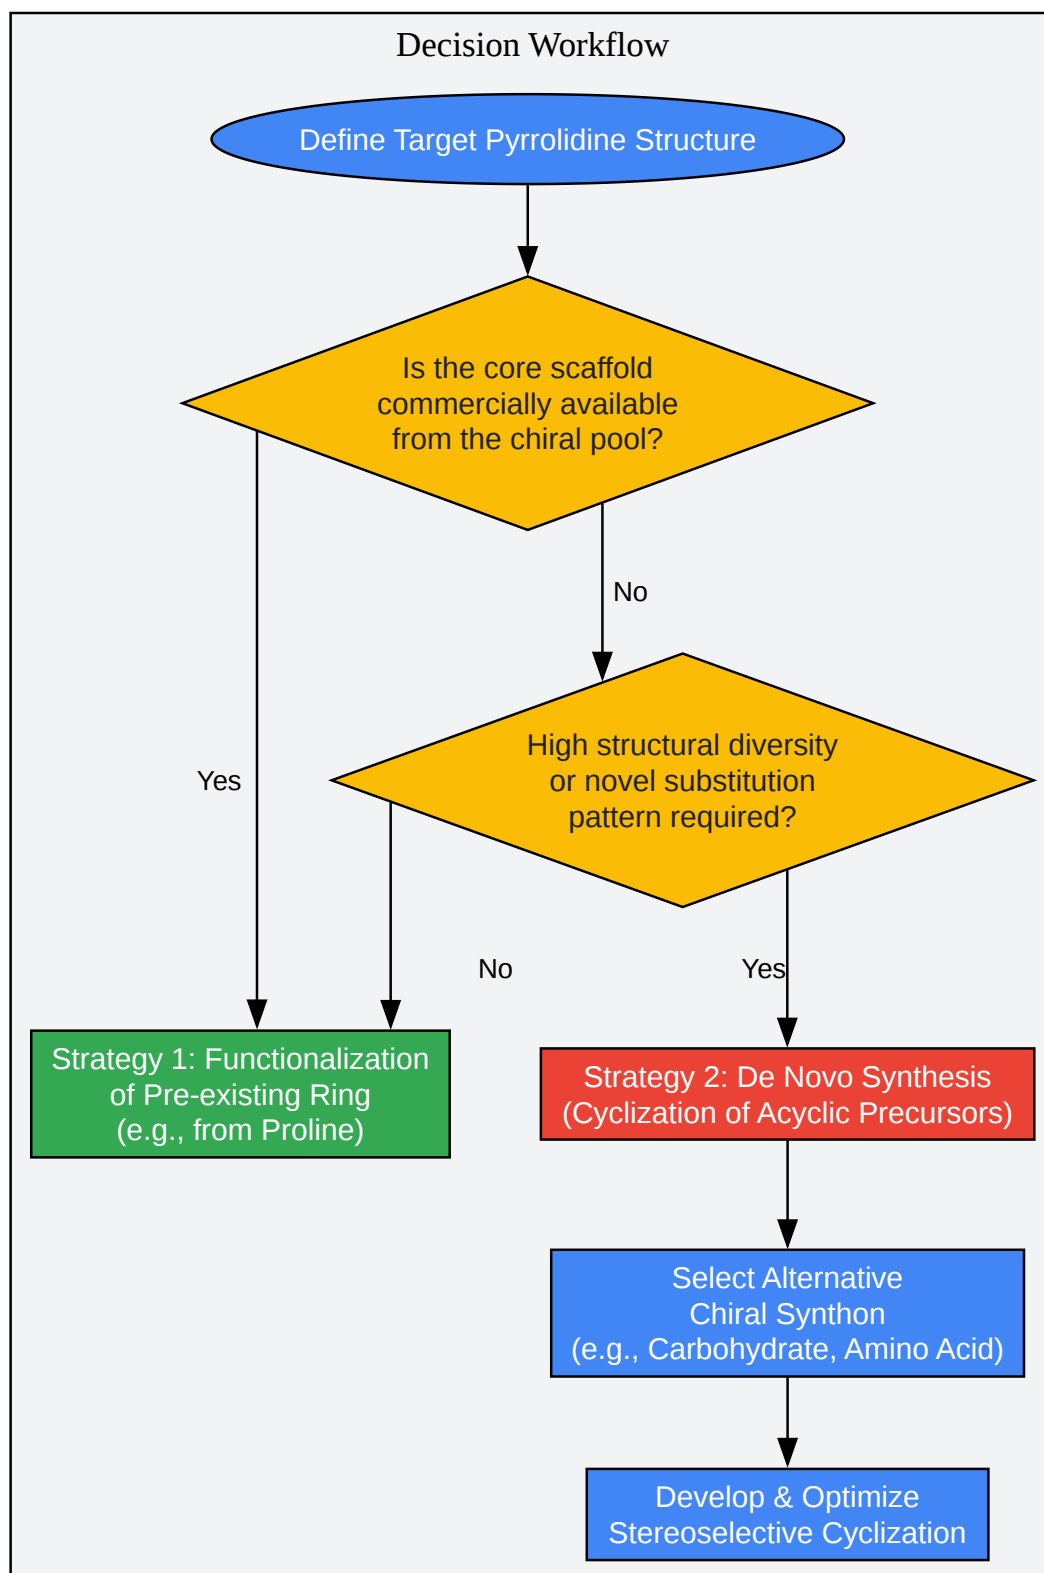 Decision Workflow
Define Target Pyrrolidine Structure
Is the core scaffold
commercially available
from the chiral pool?
No
Yes
High structural diversity
or novel substitution
pattern required?
No
Yes
Strategy 1: Functionalization
of Pre-existing Ring
(e.g., from Proline)
Strategy 2: De Novo Synthesis
(Cyclization of Acyclic Precursors)
Select Alternative
Chiral Synthon
(e.g., Carbohydrate, Amino Acid)
Develop & Optimize
Stereoselective Cyclization